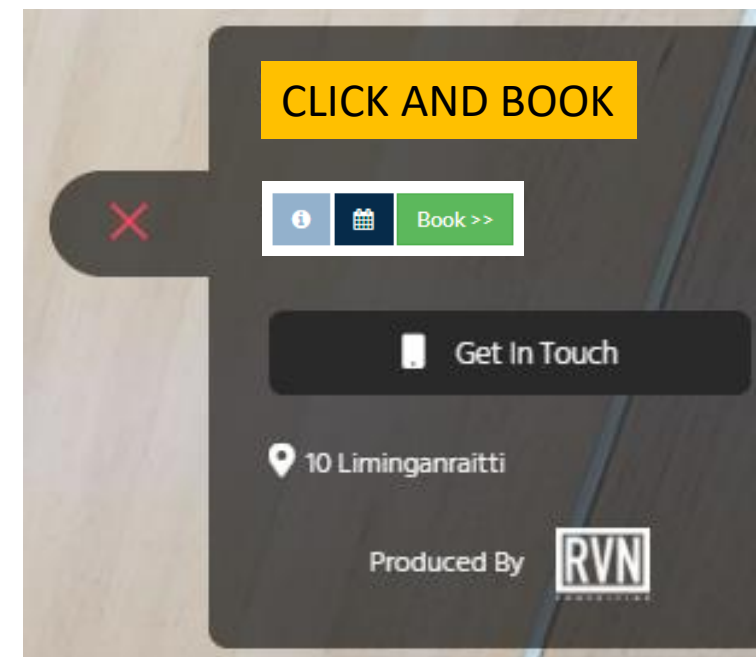 CLICK AND BOOK
Book >>
Get In Touch
10 Liminganraitti
Produced By RVN